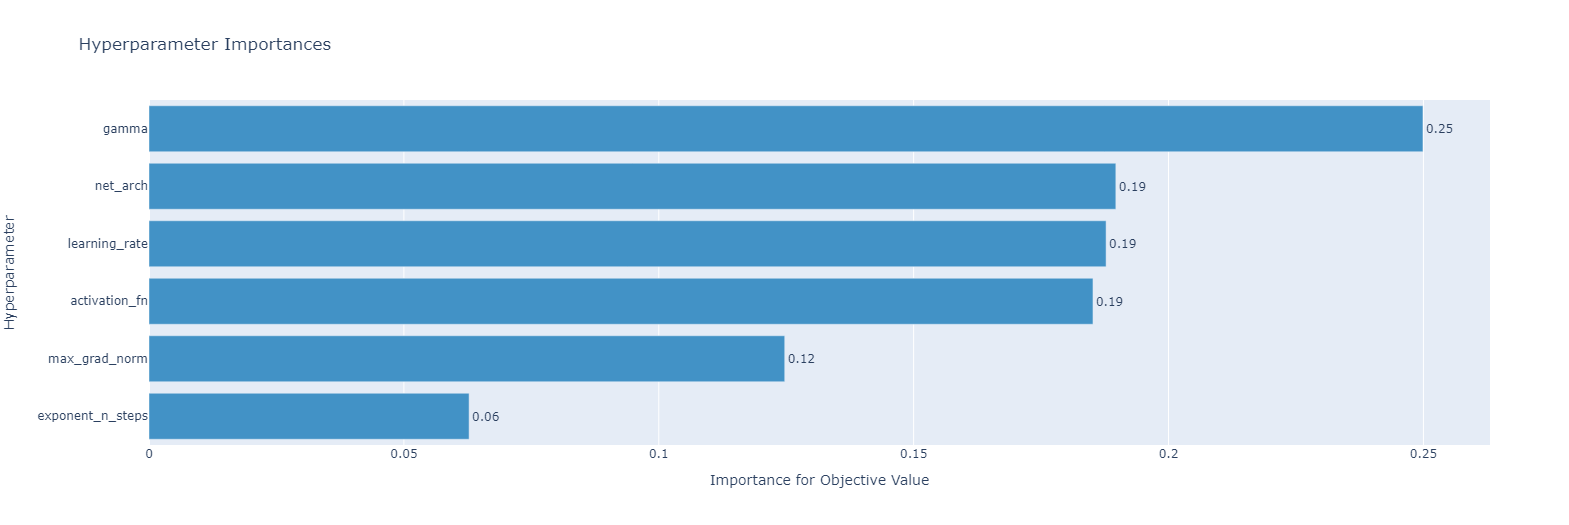 Hyperparameter Importances
Hyperparameter
gamma
0.25
net_arch
0.19
learning_rate
0.19
activation_fn
0.19
max_grad_norm
0.12
exponent_n_steps
0.06
0 0.05 0.1 0.15 0.2 0.25
Importance for Objective Value